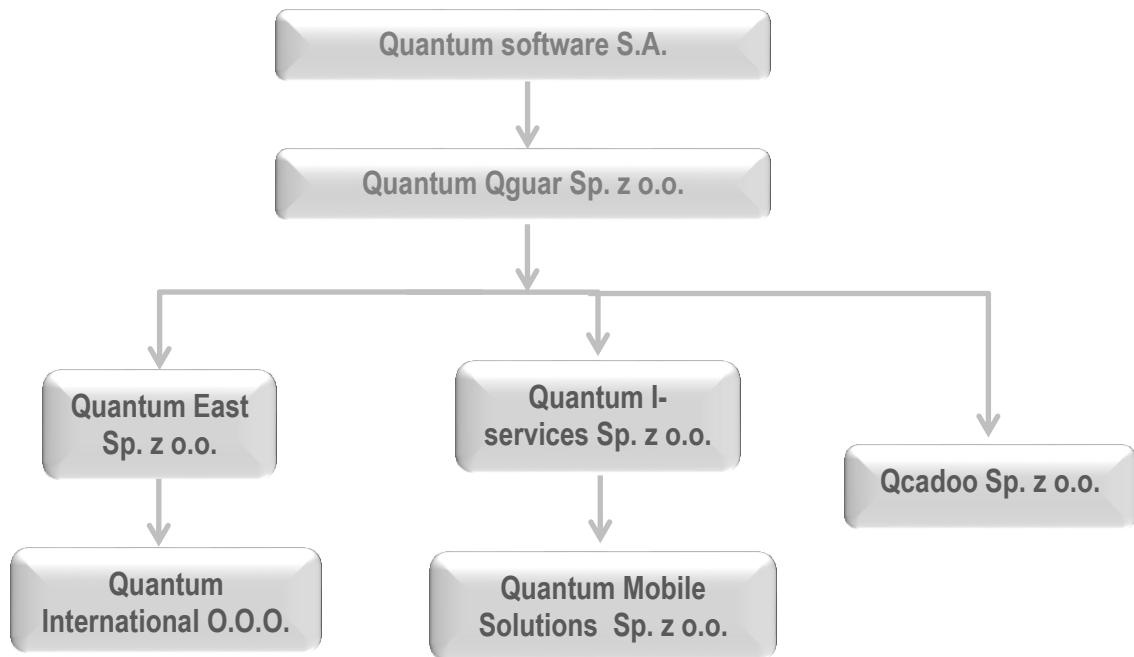 Quantum software S.A.
Quantum Qguar Sp. z o.o.
Quantum East
Sp. z o.o.
Quantum I-
services Sp. z o.o.
Qcadoo Sp. z o.o.
Quantum
International O.O.O.
Quantum Mobile
Solutions Sp. z o.o.